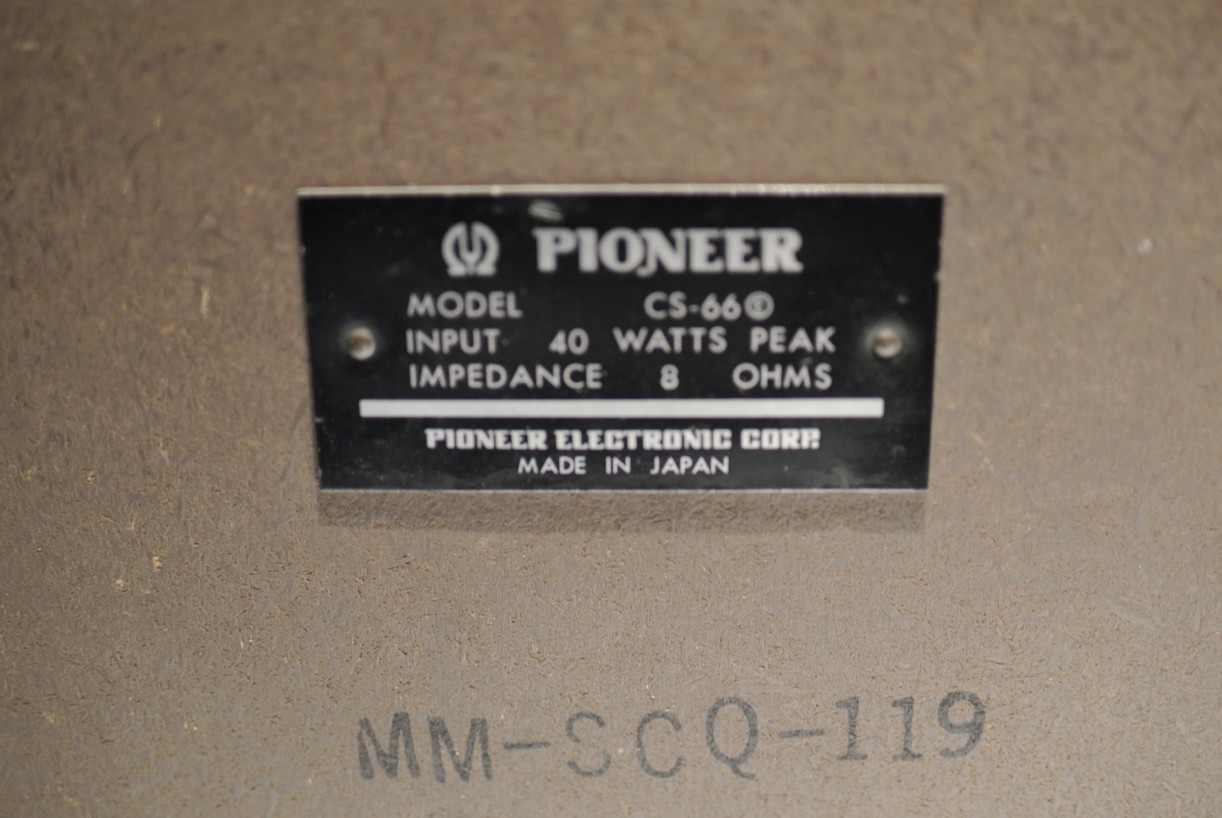 PIONEER
MODEL CS-66Ⓔ
INPUT 40 WATTS PEAK
IMPEDANCE 8 OHMS
PIONEER ELECTRONIC CORP.
MADE IN JAPAN
MM-SCQ-119